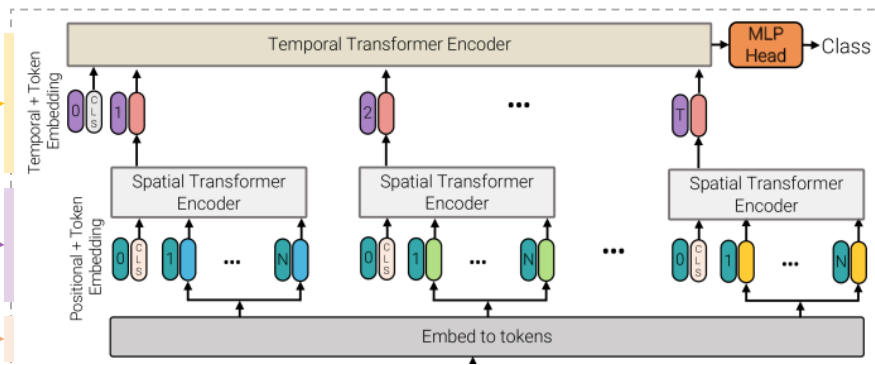 Temporal Transformer Encoder
MLP
Head
Class
Temporal + Token
Embedding
0
CLS
1
2
...
T
Spatial Transformer
Encoder
Spatial Transformer
Encoder
Spatial Transformer
Encoder
Positional + Token
Embedding
0
CLS
1
...
N
0
CLS
1
...
N
...
0
CLS
1
...
N
Embed to tokens